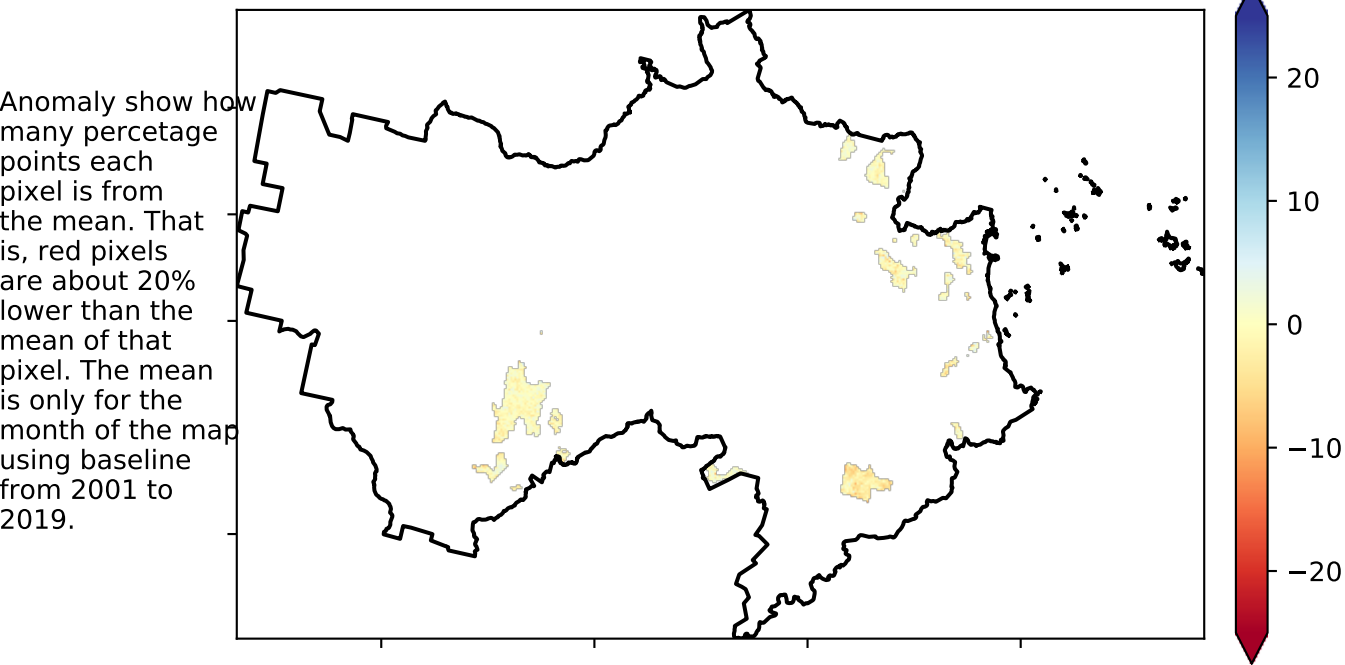 Anomaly show how
many percetage
points each
pixel is from
the mean. That
is, red pixels
are about 20%
lower than the
mean of that
pixel. The mean
is only for the
month of the map
using baseline
from 2001 to
2019.
20
10
0
−10
−20